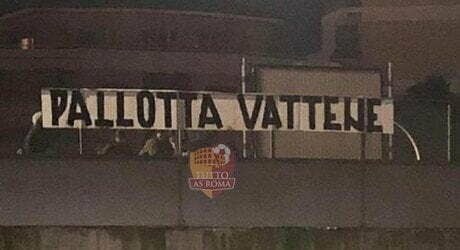 PALLOTTA VATTENE
TUTTO
AS ROMA